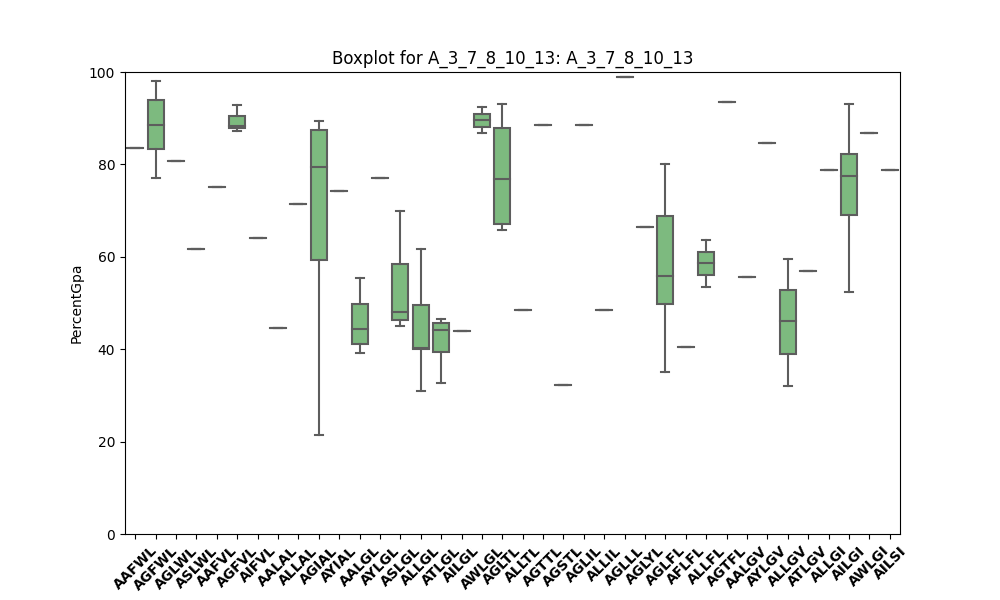 Boxplot for A_3_7_8_10_13: A_3_7_8_10_13
PercentGpa
100
80
60
40
20
0
AAFWL
AGFWL
AGLWL
ASLWL
AAFVL
AGFVL
AIFVL
AALAL
ALLAL
AGIAL
AYIAL
AALGL
AYLGL
ASLGL
ALLGL
ATLGL
AILGL
AWLGL
AGLTL
ALLTL
AGTTL
AGSTL
AGLIL
ALLIL
AGLLL
AGLYL
AGLFL
AFLFL
ALLFL
AGTFL
AALGV
AYLGV
ALLGV
ATLGV
ALLGI
AILGI
AWLGI
AILSI